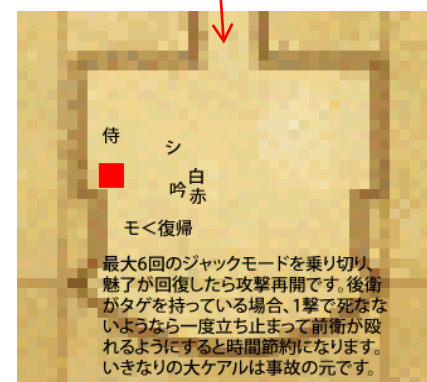 侍
シ
白
吟赤
モ<復帰
最大6回のジャックモードを乗り切り、
魅了が回復したら攻撃再開です。後衛
がタゲを持っている場合、1撃で死なな
いようなら一度立ち止まって前衛が殴
れるようにすると時間節約になります。
いきなりの大ケアルは事故の元です。